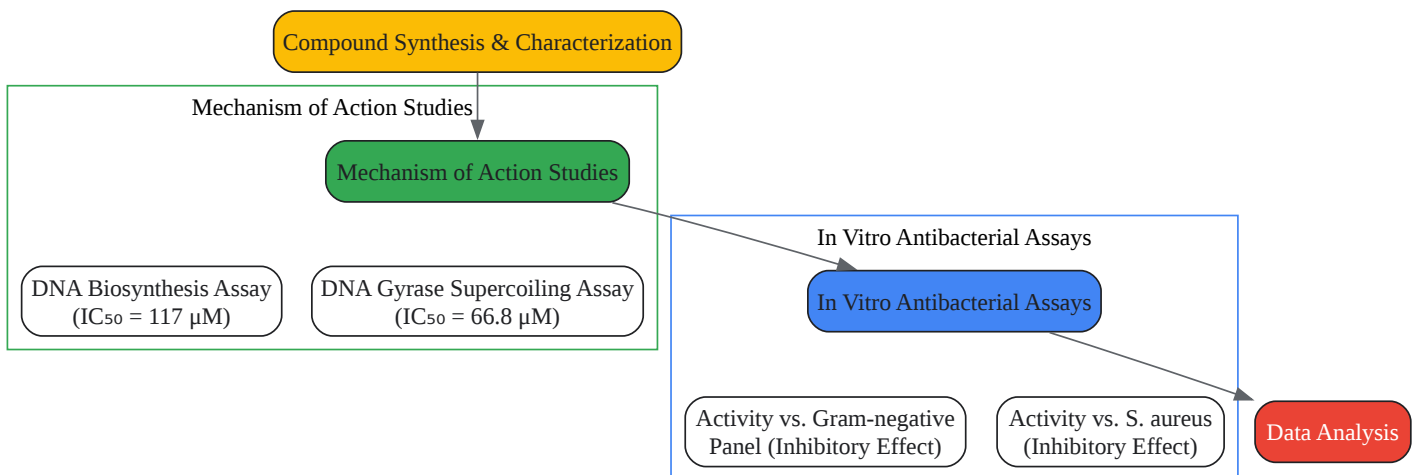 Compound Synthesis & Characterization
Mechanism of Action Studies
Mechanism of Action Studies
DNA Biosynthesis Assay
(IC₅₀ = 117 μM)
DNA Gyrase Supercoiling Assay
(IC₅₀ = 66.8 μM)
In Vitro Antibacterial Assays
In Vitro Antibacterial Assays
Activity vs. Gram-negative
Panel (Inhibitory Effect)
Activity vs. S. aureus
(Inhibitory Effect)
Data Analysis